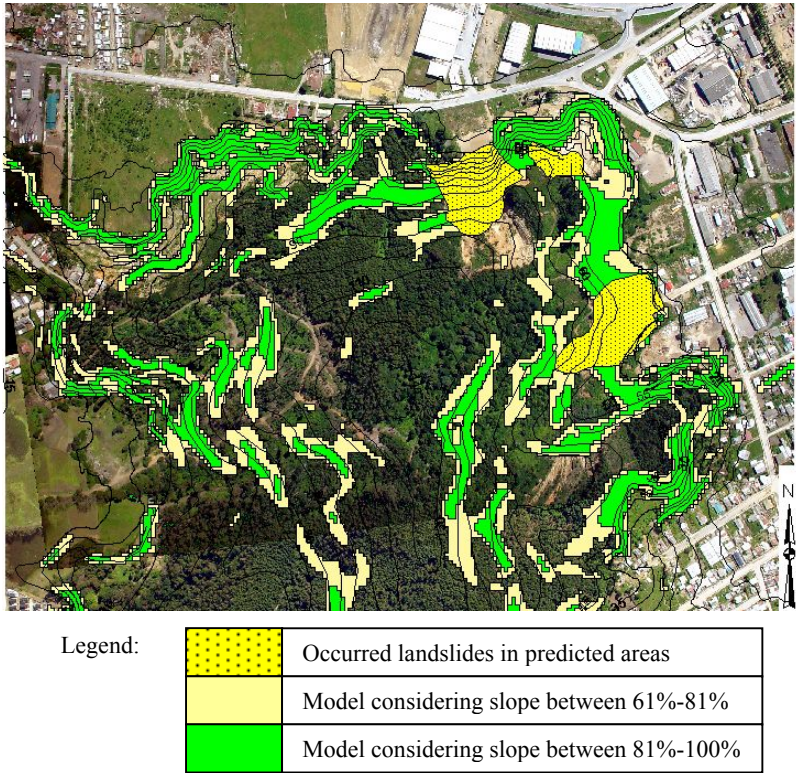 N
Legend:
Occurred landslides in predicted areas
Model considering slope between 61%-81%
Model considering slope between 81%-100%